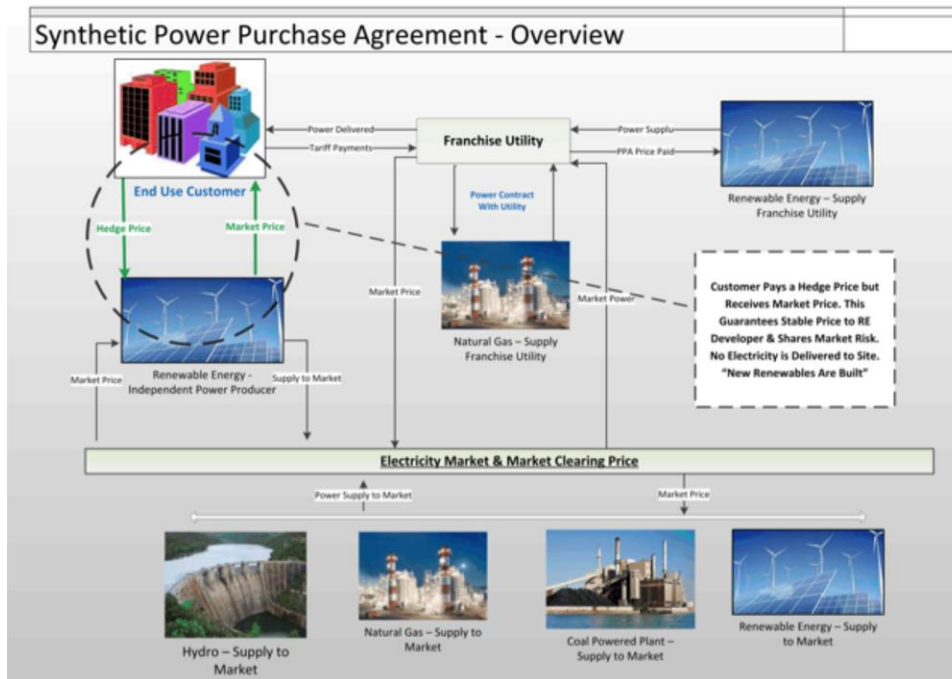 Synthetic Power Purchase Agreement - Overview
Power Delivered
Tariff Payments
Franchise Utility
Power Supplu
PPA Price Paid
End Use Customer
Renewable Energy – Supply
Franchise Utility
Hedge Price
Market Price
Power Contract
With Utility
Market Price
Market Power
Customer Pays a Hedge Price but
Receives Market Price. This
Guarantees Stable Price to RE
Developer & Shares Market Risk.
No Electricity is Delivered to Site.
“New Renewables Are Built”
Natural Gas – Supply
Franchise Utility
Market Price
Renewable Energy -
Independent Power Producer
Supply to Market
Electricity Market & Market Clearing Price
Power Supply to Market
Market Price
Hydro – Supply to
Market
Natural Gas – Supply to
Market
Coal Powered Plant –
Supply to Market
Renewable Energy – Supply
to Market